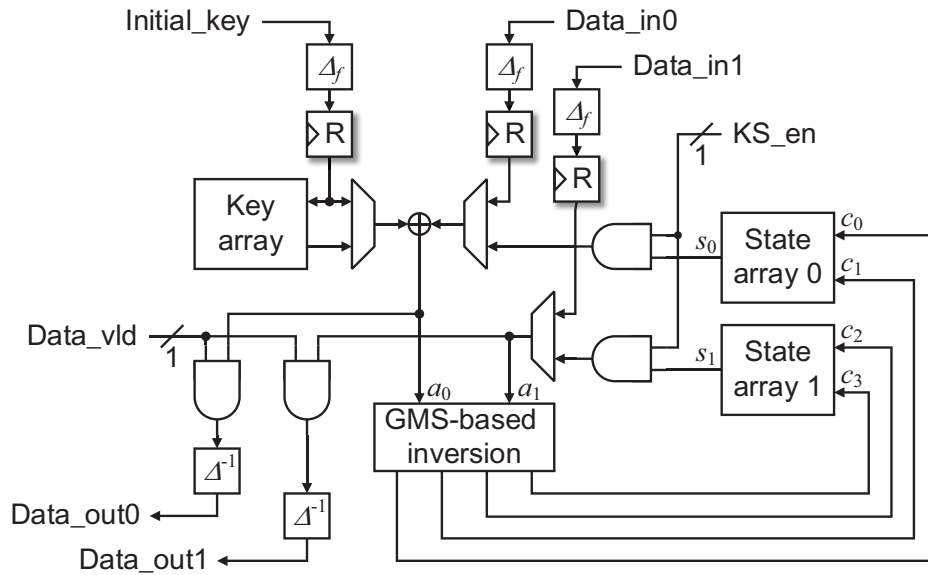 Initial_key
Data_in0
Data_in1
Δf
Δf
Δf
R
R
R
KS_en
1
Key
array
State
array 0
s0
c0
c1
State
array 1
s1
c2
c3
Data_vld
1
a0
a1
GMS-based
inversion
Δ-1
Δ-1
Data_out0
Data_out1